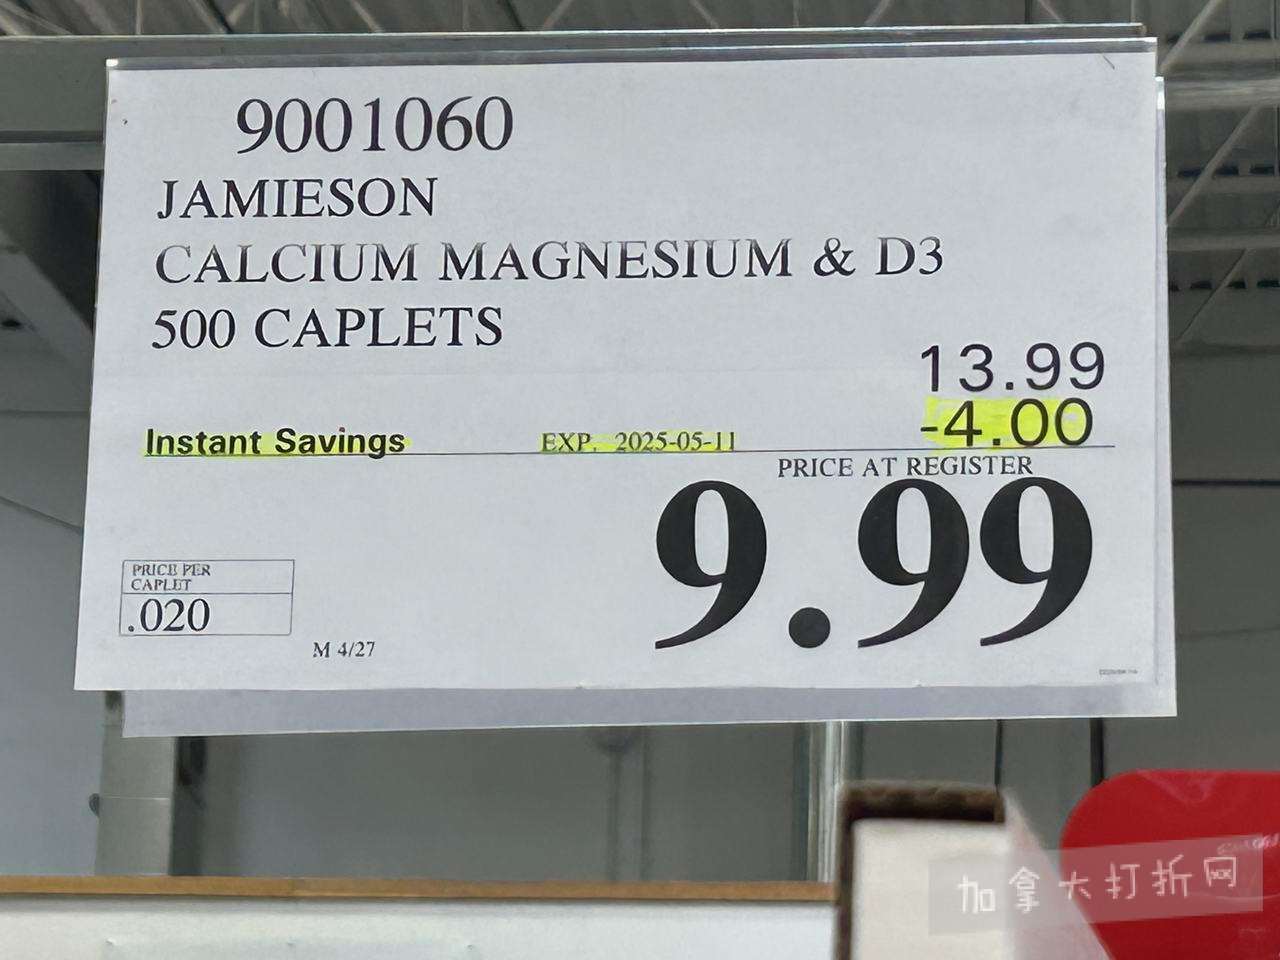 9001060
JAMIESON
CALCIUM MAGNESIUM & D3
500 CAPLETS
13.99
-4.00
Instant Savings EXP. 2025-05-11
PRICE AT REGISTER
9.99
PRICE PER
CAPLET
.020
M 4/27
加拿大打折网